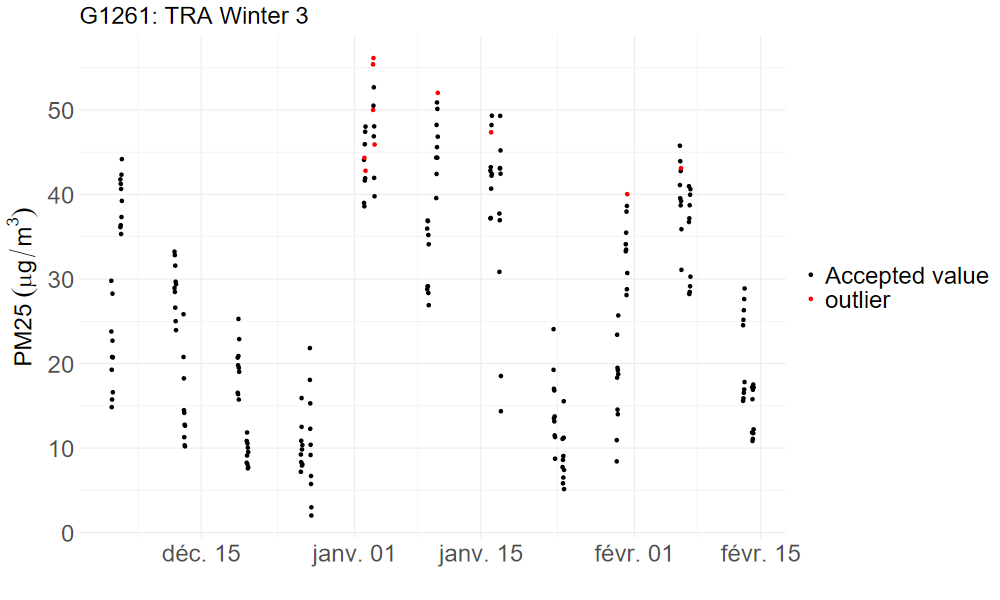 G1261: TRA Winter 3
PM25 (μg/m³)
50
40
30
20
10
0
déc. 15
janv. 01
janv. 15
févr. 01
févr. 15
Accepted value
outlier